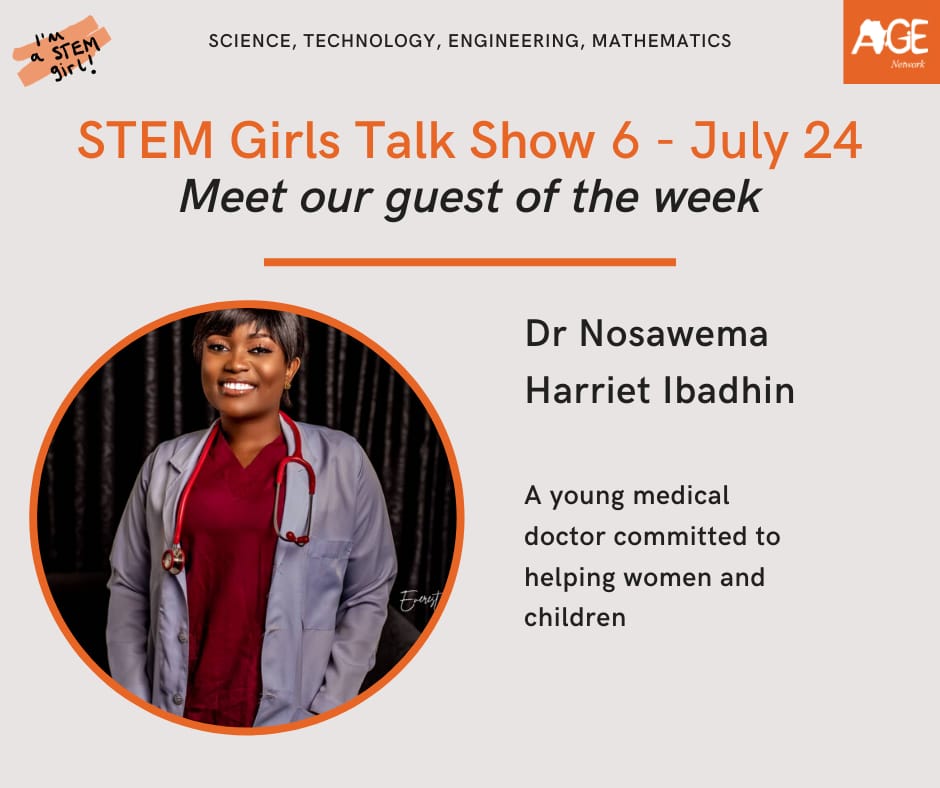 I'm
a STEM
girl!
SCIENCE, TECHNOLOGY, ENGINEERING, MATHEMATICS
AGE
Network
STEM Girls Talk Show 6 - July 24
Meet our guest of the week
Dr Nosawema
Harriet Ibadhin
A young medical
doctor committed to
helping women and
children
Everest